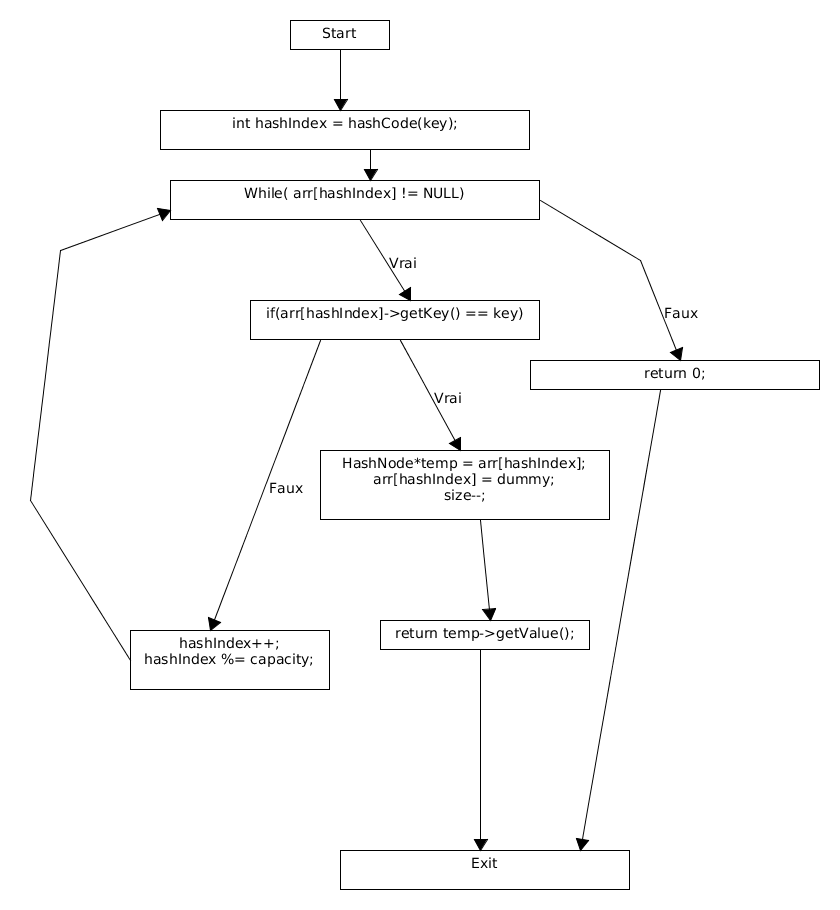 Start
int hashIndex = hashCode(key);
While( arr[hashIndex] != NULL)
Vrai
if(arr[hashIndex]->getKey() == key)
Faux
return 0;
Vrai
HashNode*temp = arr[hashIndex];
arr[hashIndex] = dummy;
size--;
Faux
return temp->getValue();
hashIndex++;
hashIndex %= capacity;
Exit